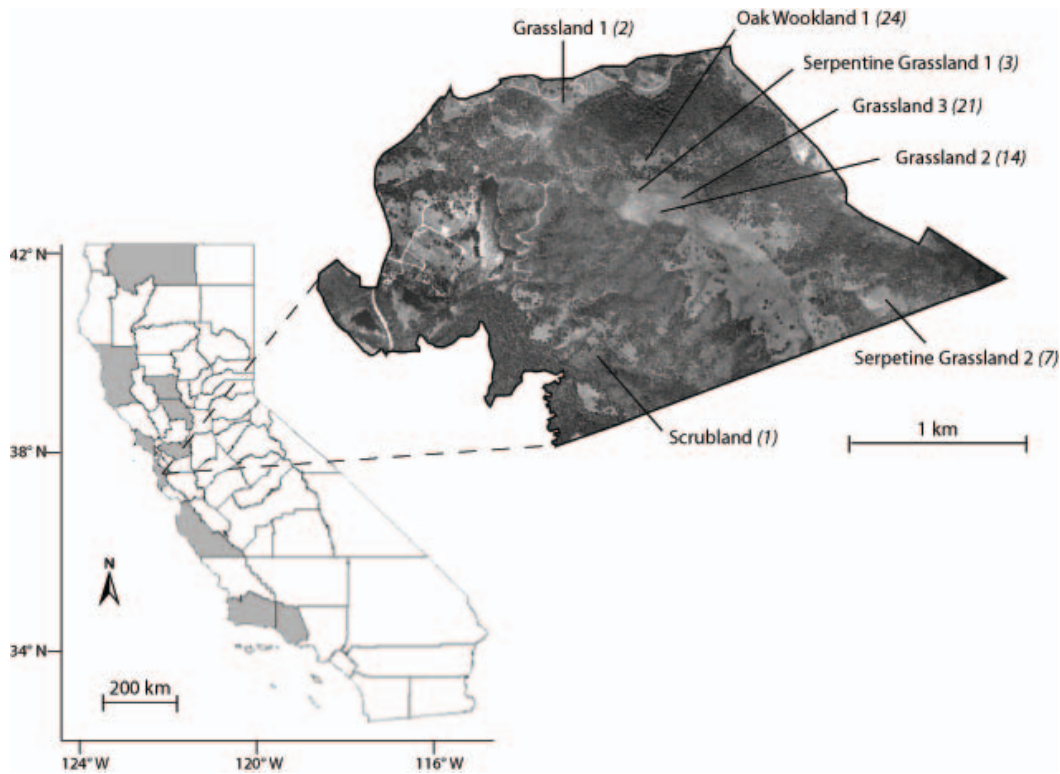 Grassland 1 (2)
Oak Wookland 1 (24)
Serpentine Grassland 1 (3)
Grassland 3 (21)
Grassland 2 (14)
Serpetine Grassland 2 (7)
Scrubland (1)
1 km
42° N
38° N
34° N
N
200 km
124°W
120°W
116°W